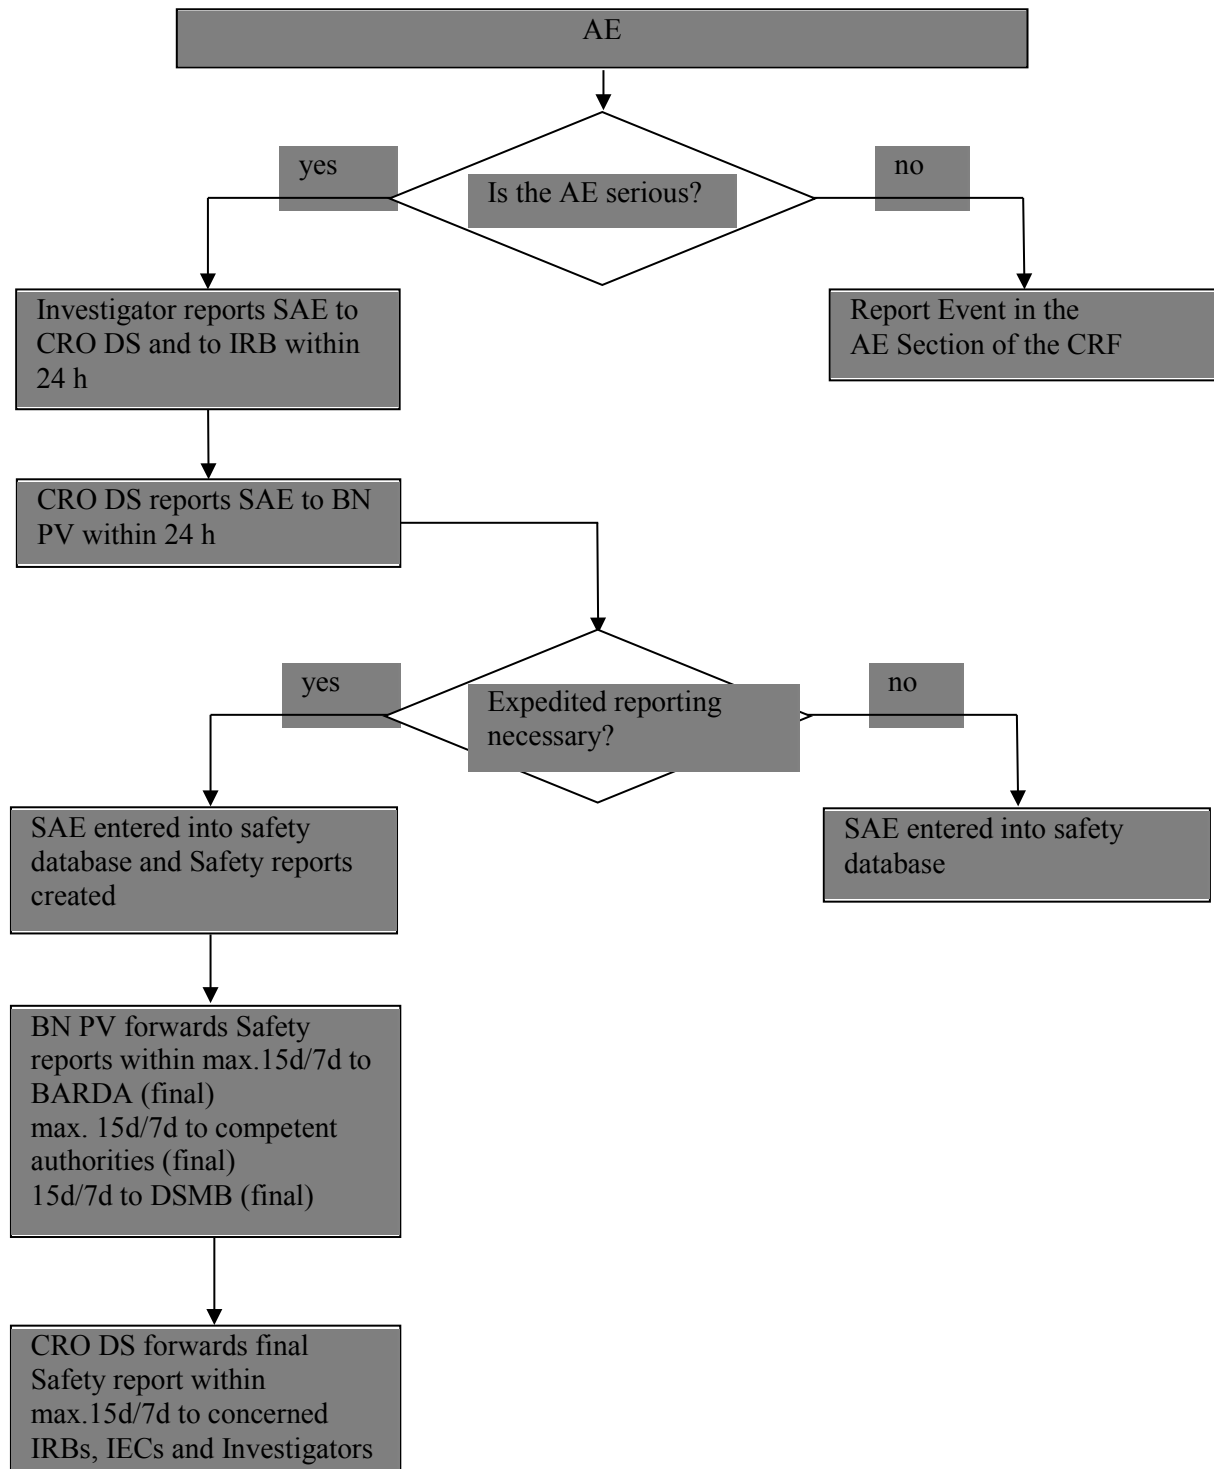 AE
yes
Is the AE serious?
no
Investigator reports SAE to
CRO DS and to IRB within
24 h
Report Event in the
AE Section of the CRF
CRO DS reports SAE to BN
PV within 24 h
yes
Expedited reporting
necessary?
no
SAE entered into safety
database and Safety reports
created
SAE entered into safety
database
BN PV forwards Safety
reports within max.15d/7d to
BARDA (final)
max. 15d/7d to competent
authorities (final)
15d/7d to DSMB (final)
CRO DS forwards final
Safety report within
max.15d/7d to concerned
IRBs, IECs and Investigators